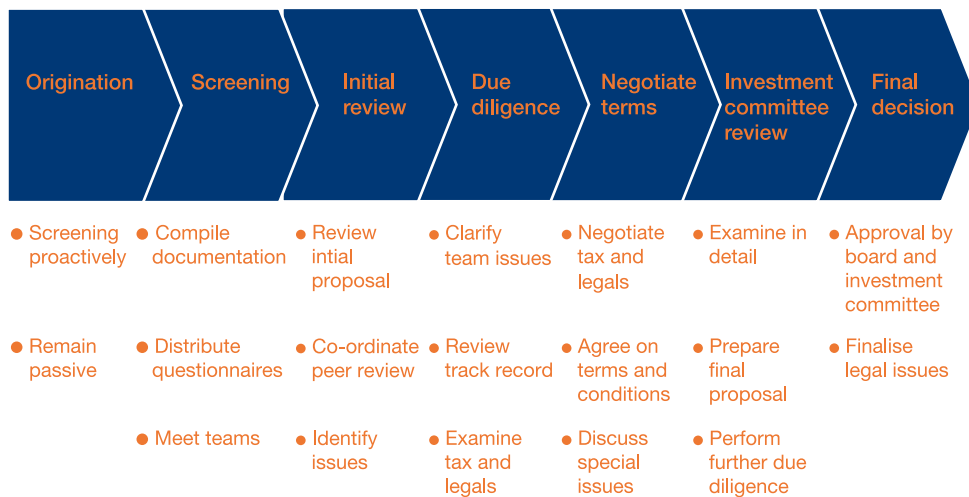 Origination
Screening
Initial
review
Due
diligence
Negotiate
terms
Investment
committee
review
Final
decision
● Screening
proactively
● Remain
passive
● Compile
documentation
● Distribute
questionnaires
● Meet teams
● Review
intial
proposal
● Co-ordinate
peer review
● Identify
issues
● Clarify
team issues
● Review
track record
● Examine
tax and
legals
● Negotiate
tax and
legals
● Agree on
terms and
conditions
● Discuss
special
issues
● Examine in
detail
● Prepare
final
proposal
● Perform
further due
diligence
● Approval by
board and
investment
committee
● Finalise
legal issues